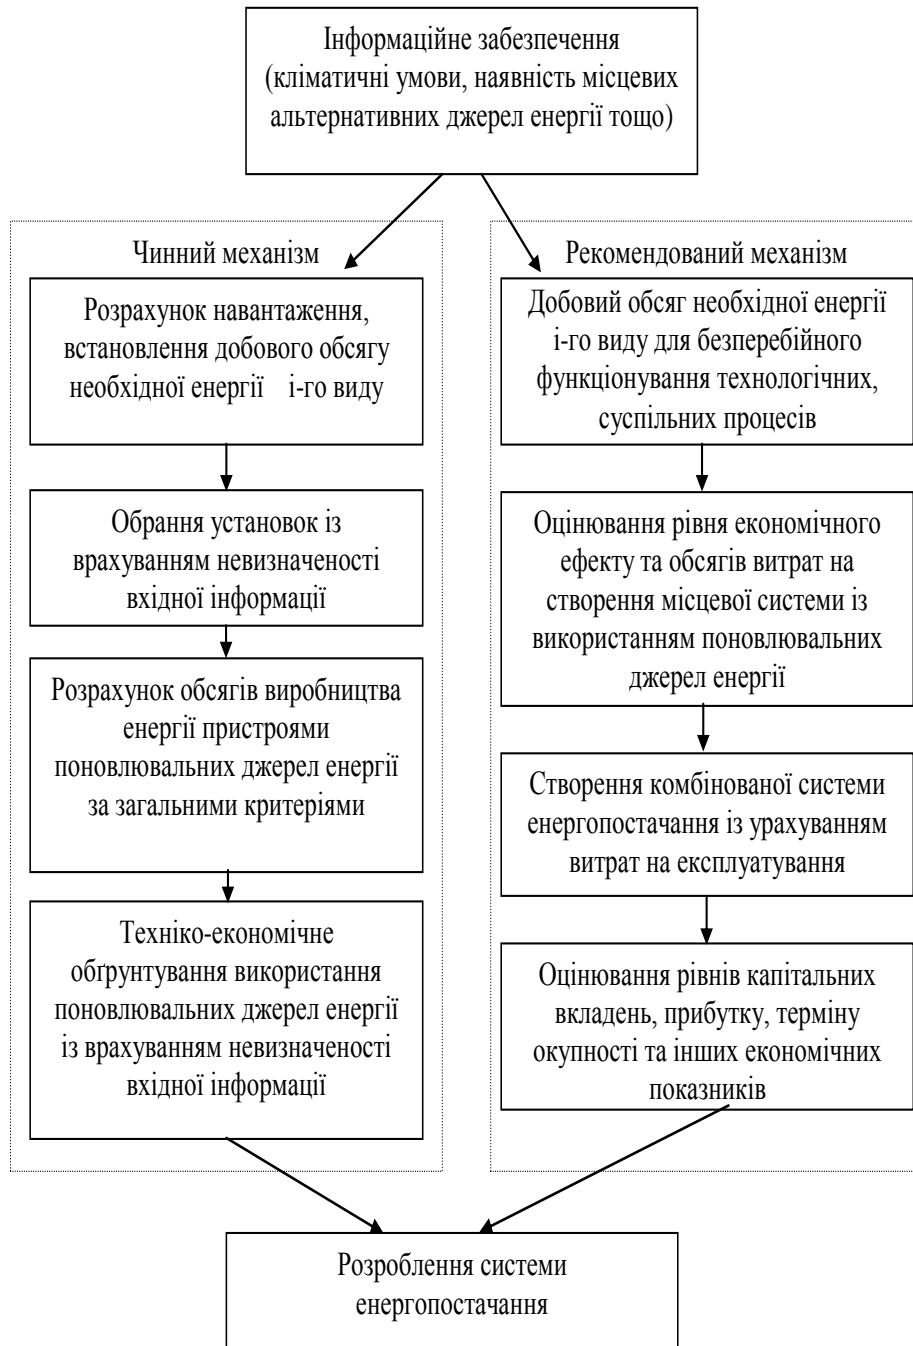 Інформаційне забезпечення
(кліматичні умови, наявність місцевих
альтернативних джерел енергії тощо)
Чинний механізм
Розрахунок навантаження,
встановлення добового обсягу
необхідної енергії і-го виду
Обрання установок із
врахуванням невизначеності
вхідної інформації
Розрахунок обсягів виробництва
енергії пристроями
поновлювальних джерел енергії
за загальними критеріями
Техніко-економічне
обґрунтування використання
поновлювальних джерел енергії
із врахуванням невизначеності
вхідної інформації
Рекомендований механізм
Добовий обсяг необхідної енергії
і-го виду для безперебійного
функціонування технологічних,
суспільних процесів
Оцінювання рівня економічного
ефекту та обсягів витрат на
створення місцевої системи із
використанням поновлювальних
джерел енергії
Створення комбінованої системи
енергопостачання із урахуванням
витрат на експлуатування
Оцінювання рівнів капітальних
вкладень, прибутку, терміну
окупності та інших економічних
показників
Розроблення системи
енергопостачання